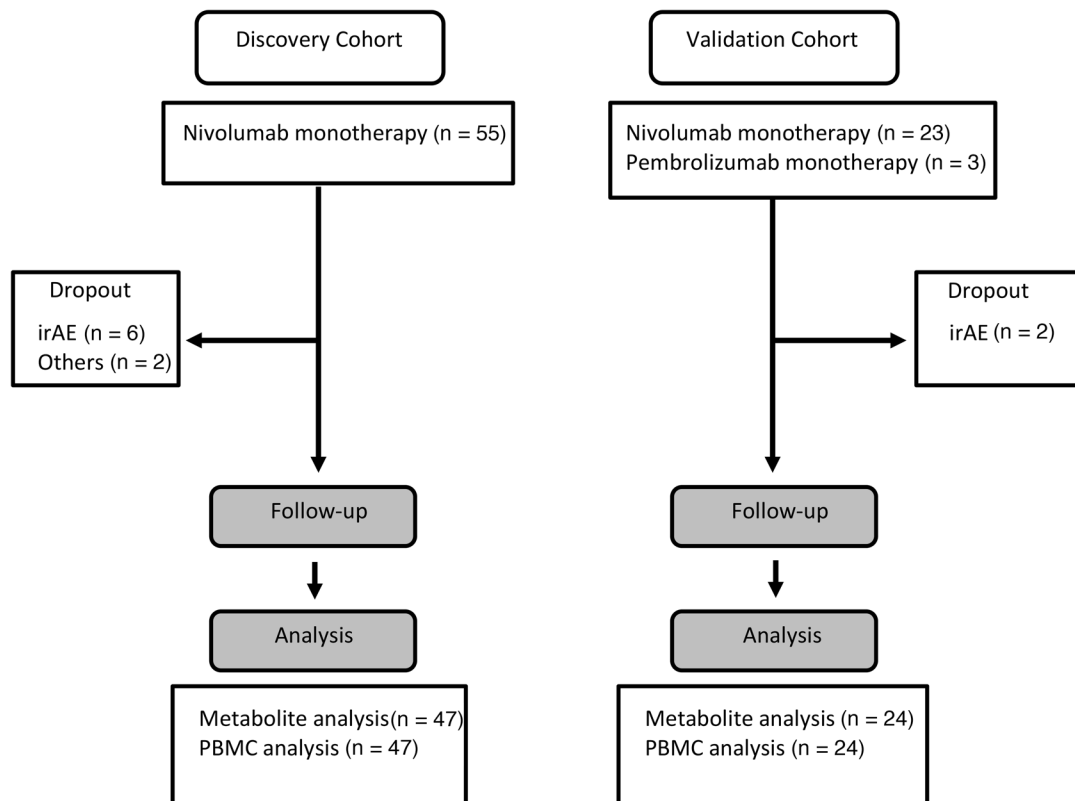 Discovery Cohort
Nivolumab monotherapy (n = 55)
Dropout
irAE (n = 6)
Others (n = 2)
Follow-up
Analysis
Metabolite analysis(n = 47)
PBMC analysis (n = 47)
Validation Cohort
Nivolumab monotherapy (n = 23)
Pembrolizumab monotherapy (n = 3)
Dropout
irAE (n = 2)
Follow-up
Analysis
Metabolite analysis (n = 24)
PBMC analysis (n = 24)